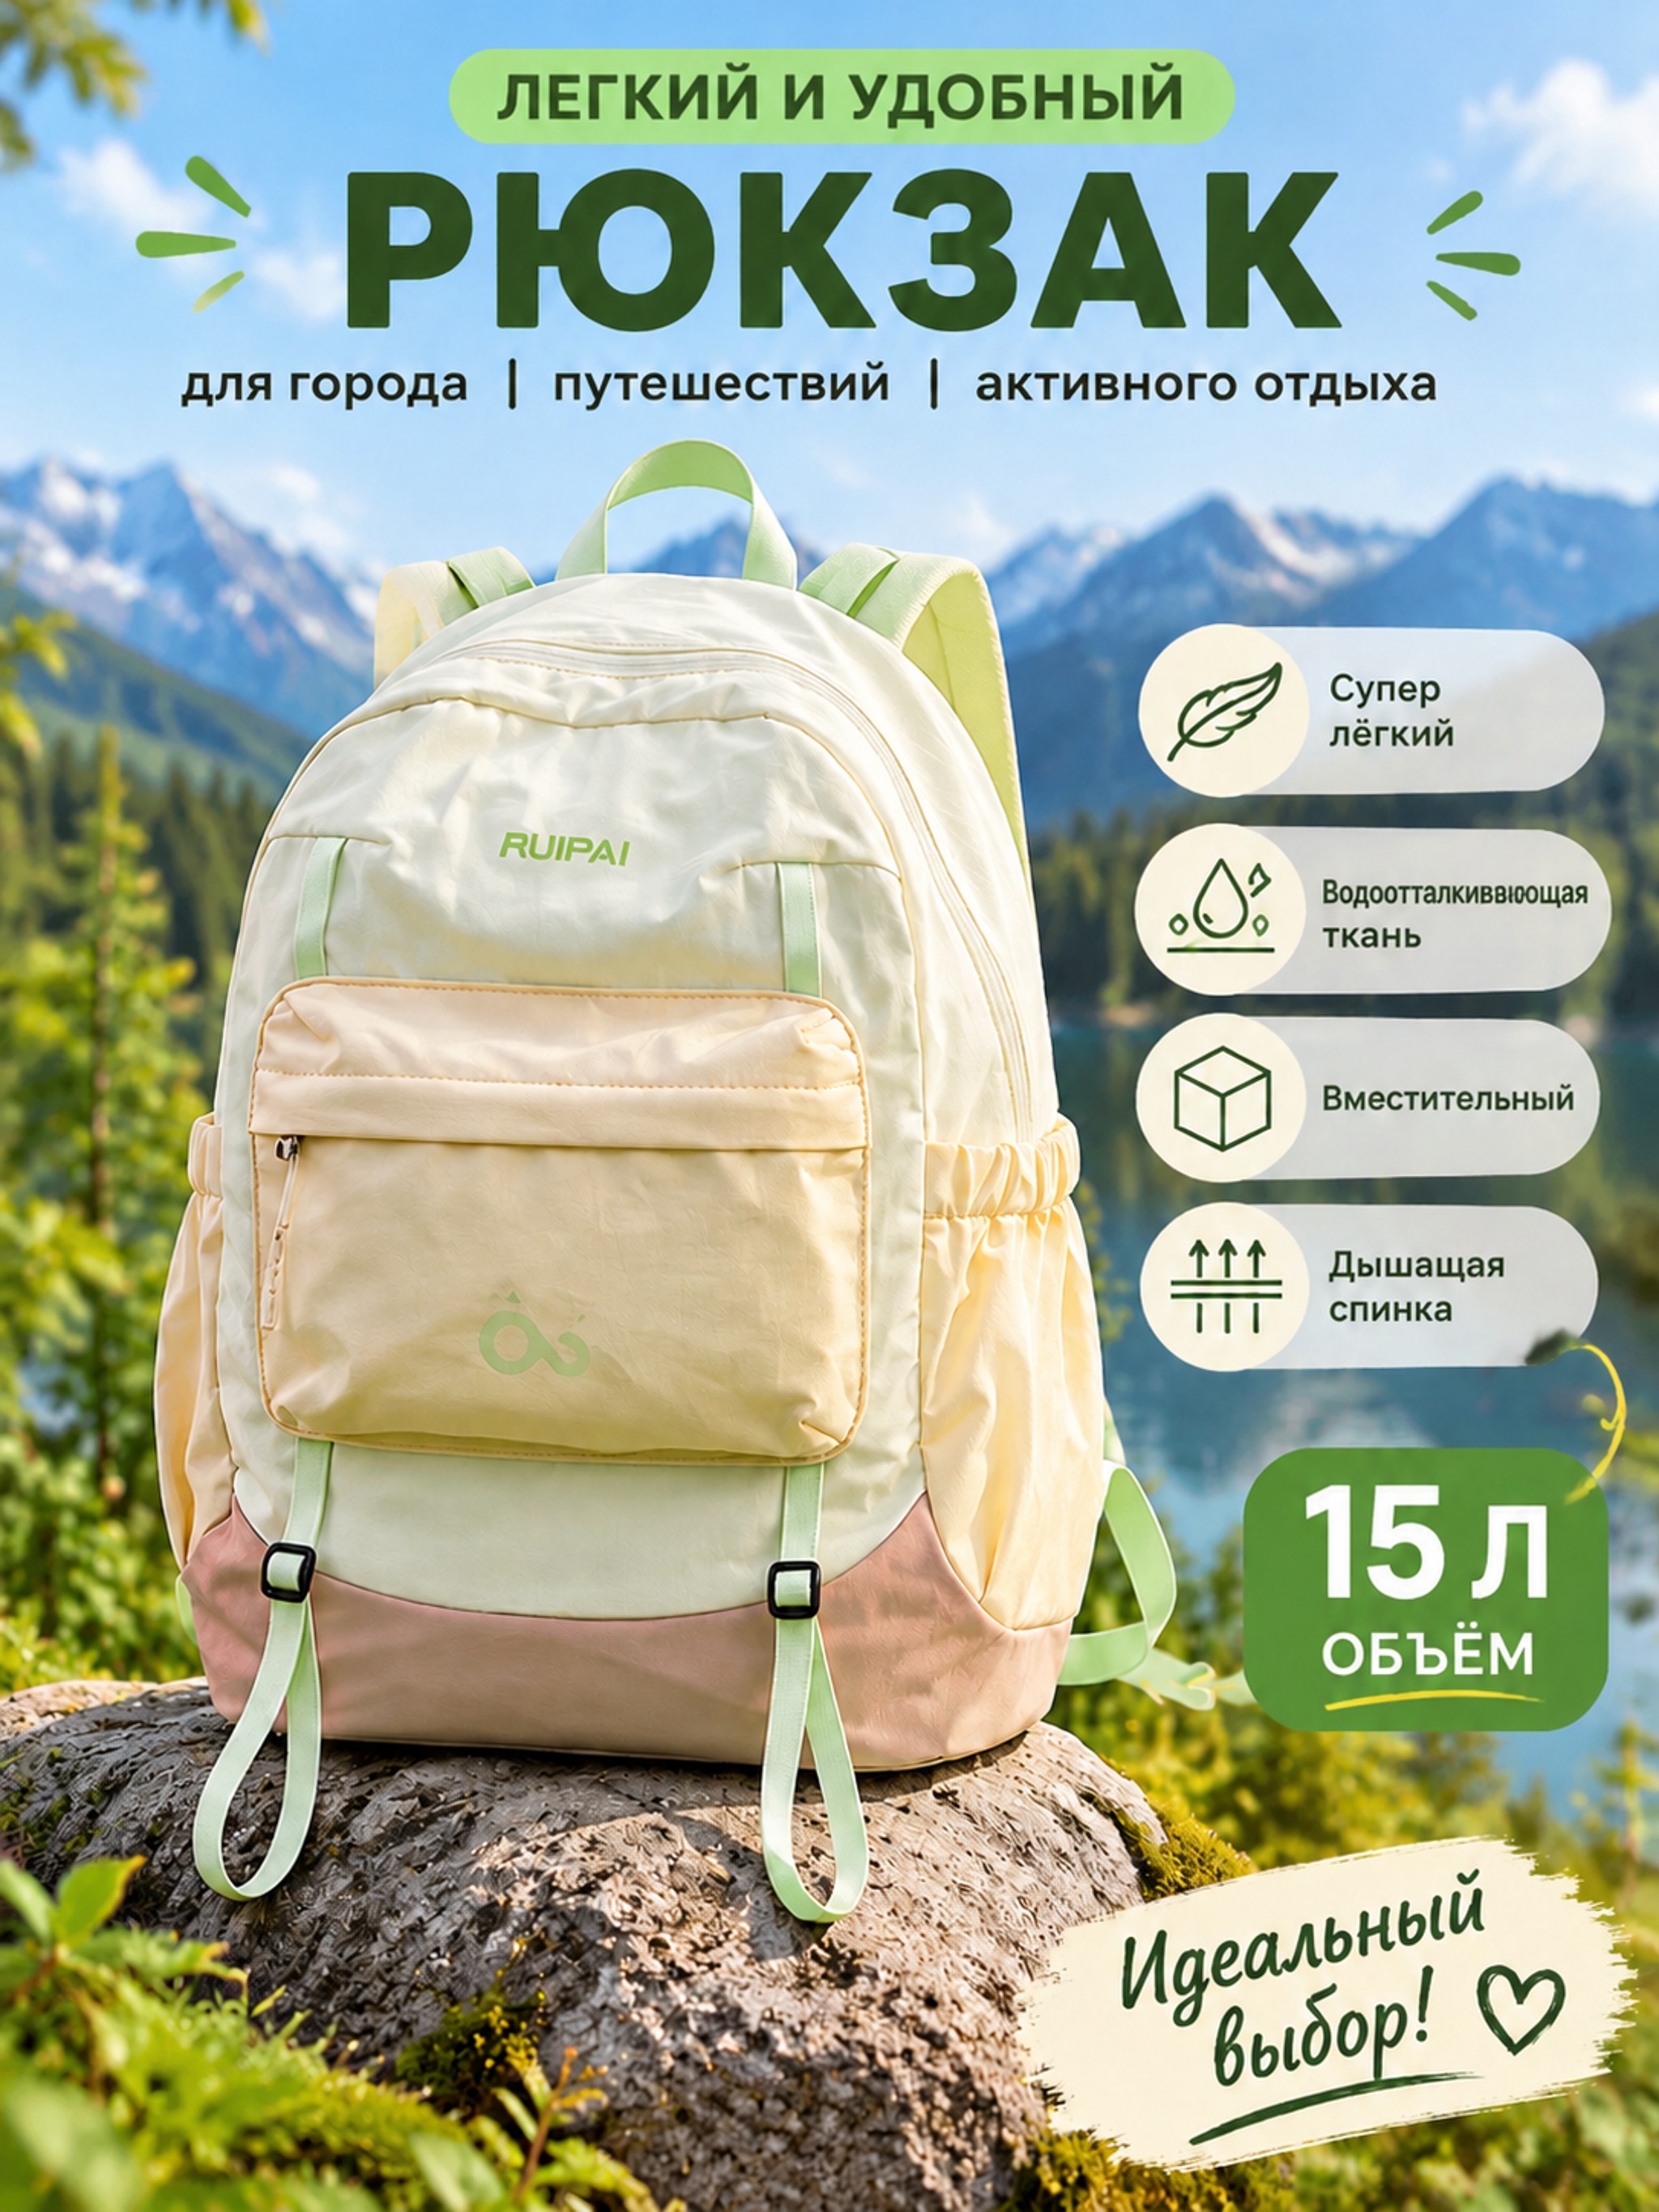 ЛЕГКИЙ И УДОБНЫЙ
РЮКЗАК
для города | путешествий | активного отдыха
RUIPAI
Супер
лёгкий
ткань
Вместительный
Дышащая
спинка
15 л
ОБЪЁМ
Идеальный
выбор!